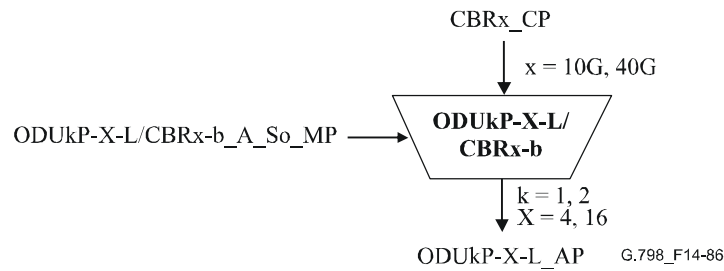 CBRx_CP
x = 10G, 40G
ODUkP-X-L/CBRx-b_A_So_MP
ODUkP-X-L/
CBRx-b
k = 1, 2
X = 4, 16
ODUkP-X-L_AP
G.798_F14-86